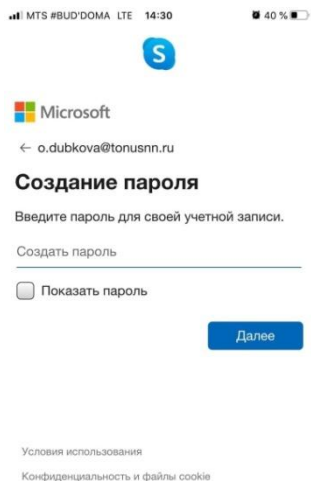 MTS #BUD'DOMA LTE 14:30 40 %
S
Microsoft
← o.dubkova@tonusnn.ru
Создание пароля
Введите пароль для своей учетной записи.
Создать пароль
Показать пароль
Далее
Условия использования
Конфиденциальность и файлы cookie